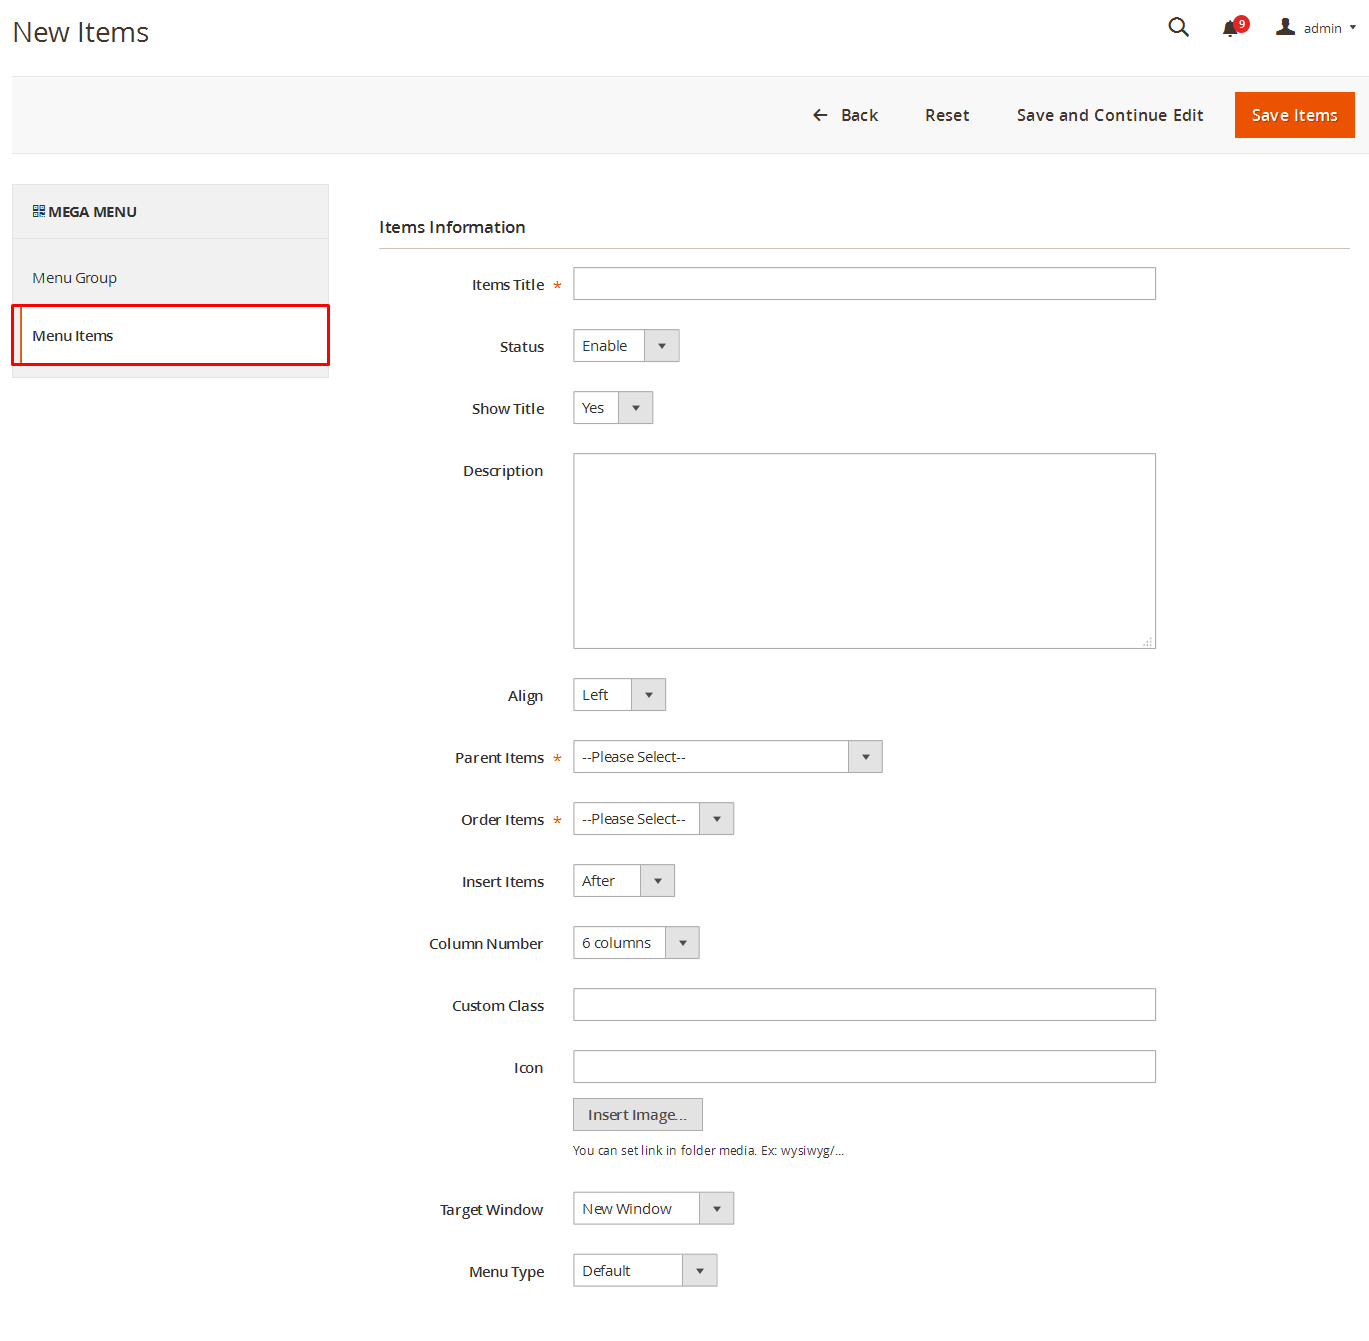 New Items
9
admin
Back
Reset
Save and Continue Edit
Save Items
MEGA MENU
Menu Group
Menu Items
Items Information
Items Title *
Status Enable
Show Title Yes
Description
Align Left
Parent Items * --Please Select--
Order Items * --Please Select--
Insert Items After
Column Number 6 columns
Custom Class
Icon
Insert Image...
You can set link in folder media. Ex: wysiwyg/...
Target Window New Window
Menu Type Default